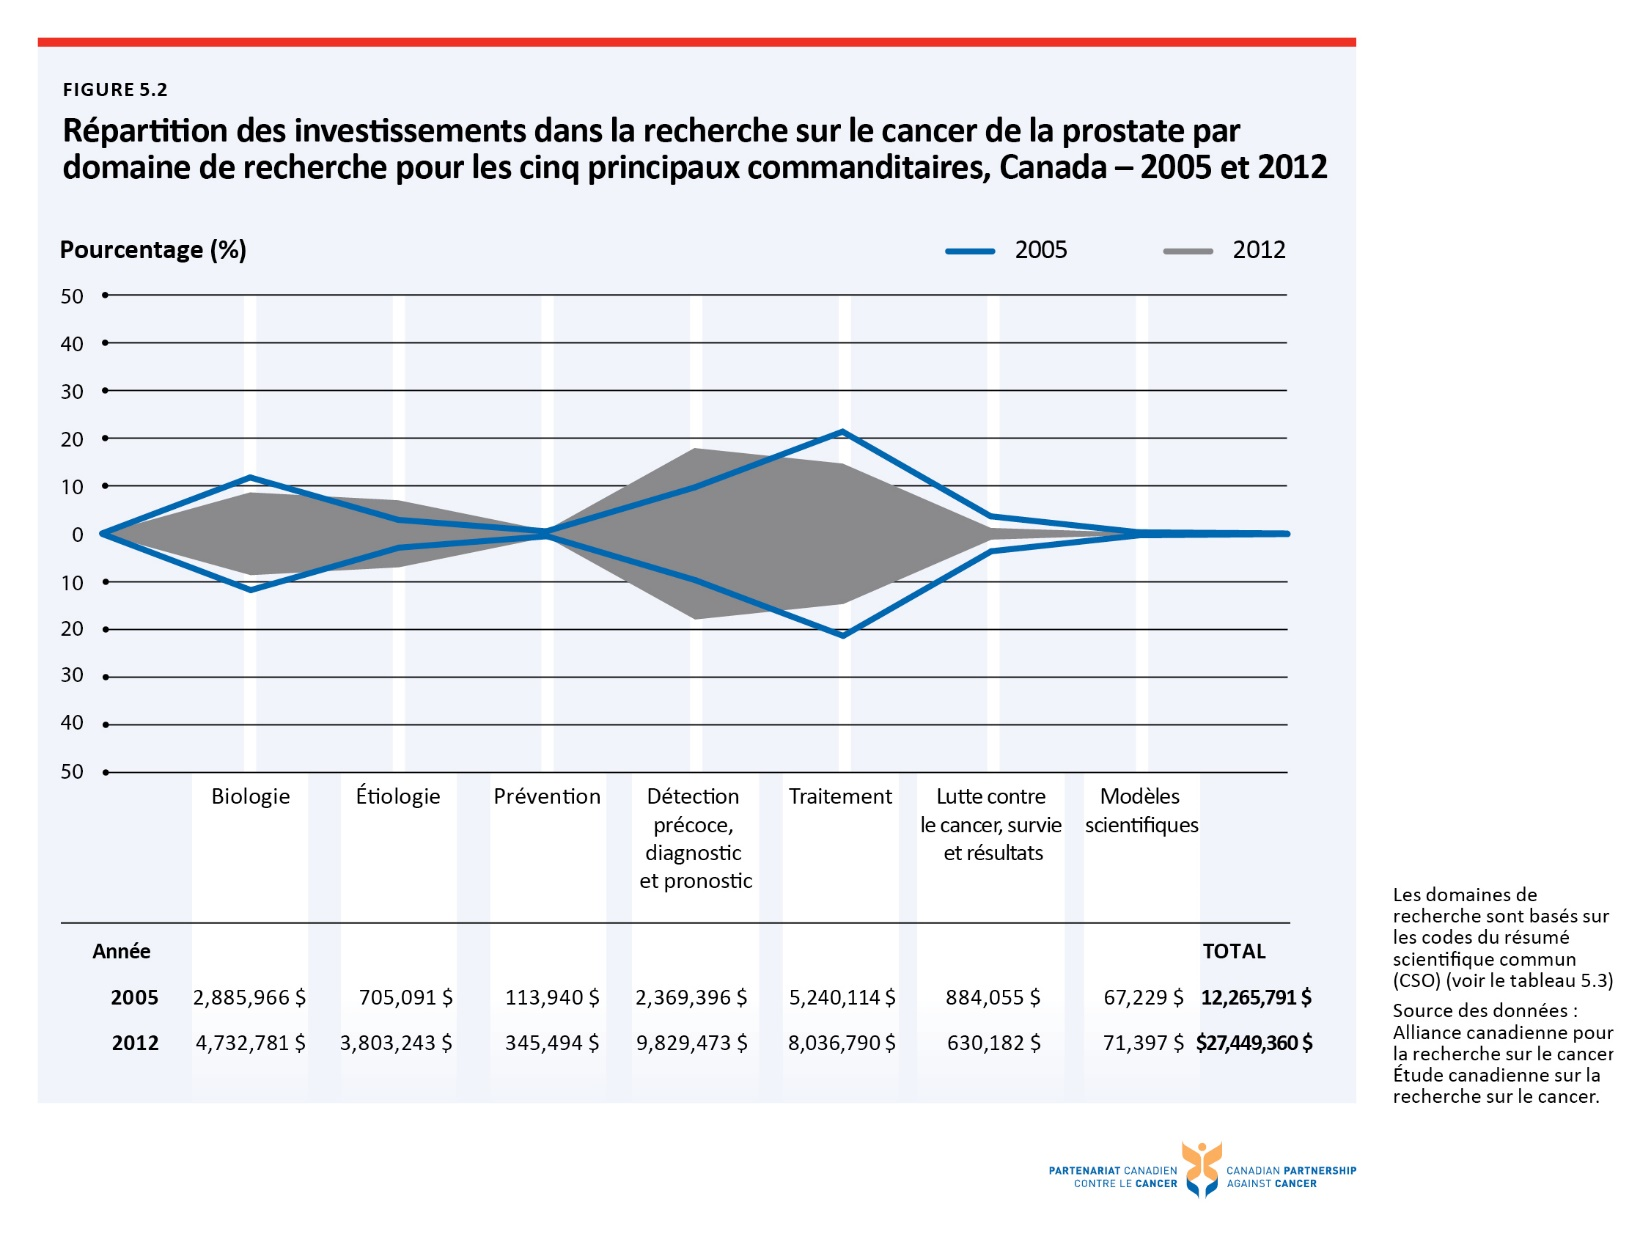 FIGURE 5.2
Répartition des investissements dans la recherche sur le cancer de la prostate par
domaine de recherche pour les cinq principaux commanditaires, Canada – 2005 et 2012
Pourcentage (%)
2005
2012
50
40
30
20
10
0
10
20
30
40
50
Biologie
Étiologie
Prévention
Détection
précoce,
diagnostic
et pronostic
Traitement
Lutte contre
le cancer, survie
et résultats
Modèles
scientifiques
Année TOTAL
2005 2,885,966 $ 705,091 $ 113,940 $ 2,369,396 $ 5,240,114 $ 884,055 $ 67,229 $ 12,265,791 $
2012 4,732,781 $ 3,803,243 $ 345,494 $ 9,829,473 $ 8,036,790 $ 630,182 $ 71,397 $ $27,449,360 $
Les domaines de
recherche sont basés sur
les codes du résumé
scientifique commun
(CSO) (voir le tableau 5.3)
Source des données :
Alliance canadienne pour
la recherche sur le cancer
Étude canadienne sur la
recherche sur le cancer.
PARTENARIAT CANADIEN
CONTRE LE CANCER
CANADIAN PARTNERSHIP
AGAINST CANCER